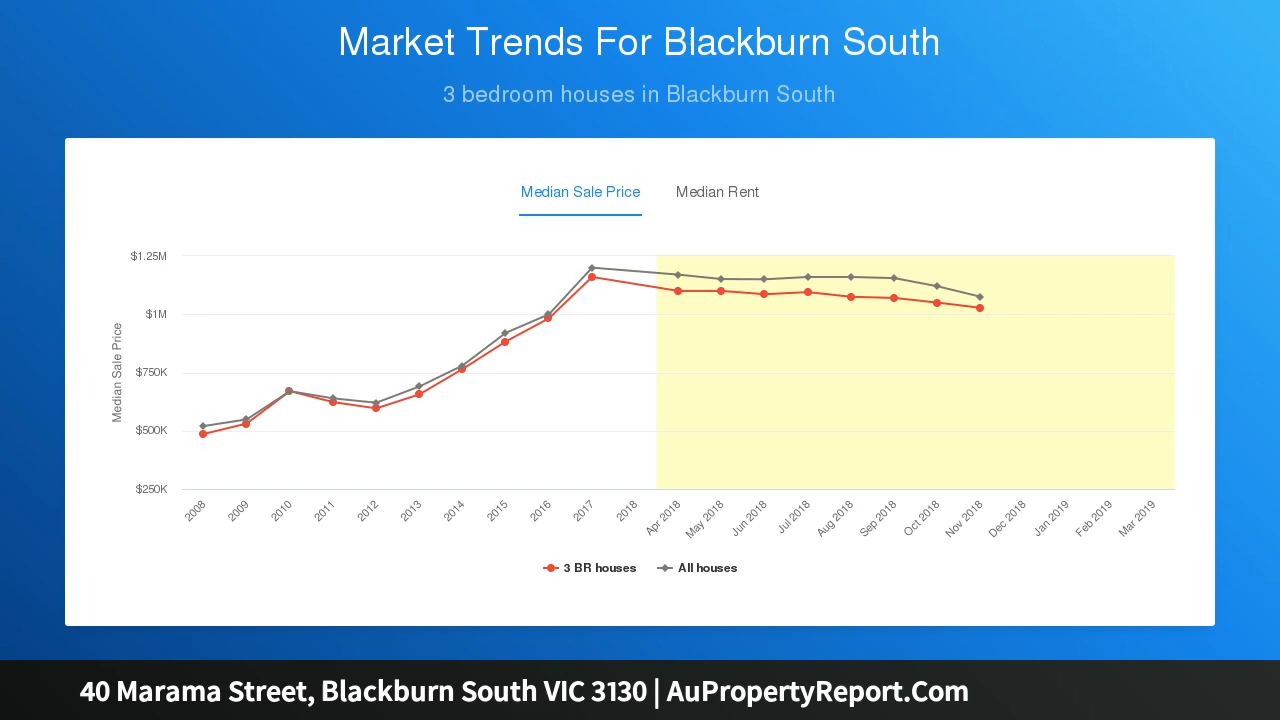 Market Trends For Blackburn South
3 bedroom houses in Blackburn South
Median Sale Price
Median Rent
$1.25M
$1M
$750K
$500K
$250K
Median Sale Price
2008
2009
2010
2011
2012
2013
2014
2015
2016
2017
2018
Apr 2018
May 2018
Jun 2018
Jul 2018
Aug 2018
Sep 2018
Oct 2018
Nov 2018
Dec 2018
Jan 2019
Feb 2019
Mar 2019
3 BR houses
All houses
40 Marama Street, Blackburn South VIC 3130 | AuPropertyReport.Com